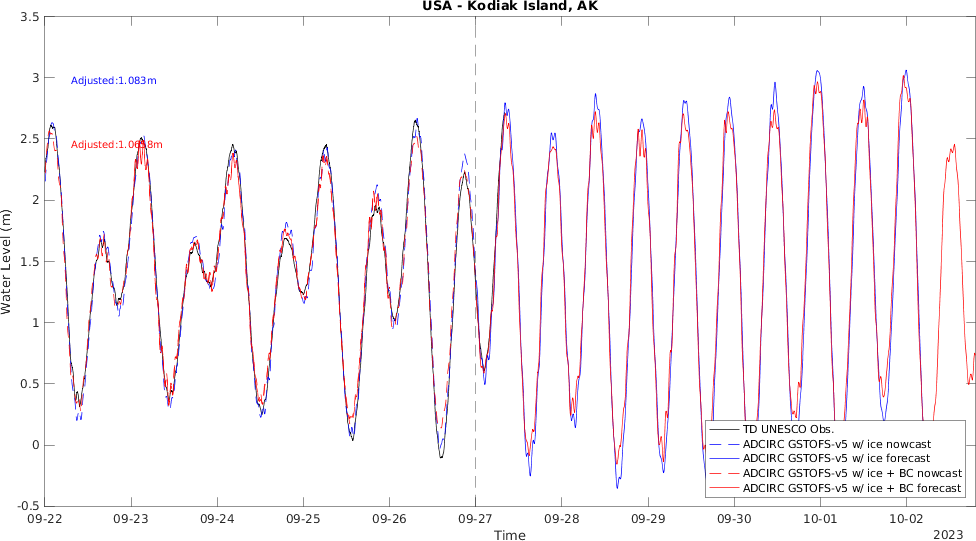 USA - Kodiak Island, AK
3.5
3
2.5
2
1.5
1
0.5
0
-0.5
Water Level (m)
Adjusted:1.083m
TD UNESCO Obs.
ADCIRC GSTOFS-v5 w/ ice nowcast
ADCIRC GSTOFS-v5 w/ ice forecast
ADCIRC GSTOFS-v5 w/ ice + BC nowcast
ADCIRC GSTOFS-v5 w/ ice + BC forecast
09-22 09-23 09-24 09-25 09-26 09-27 09-28 09-29 09-30 10-01 10-02
Time
2023